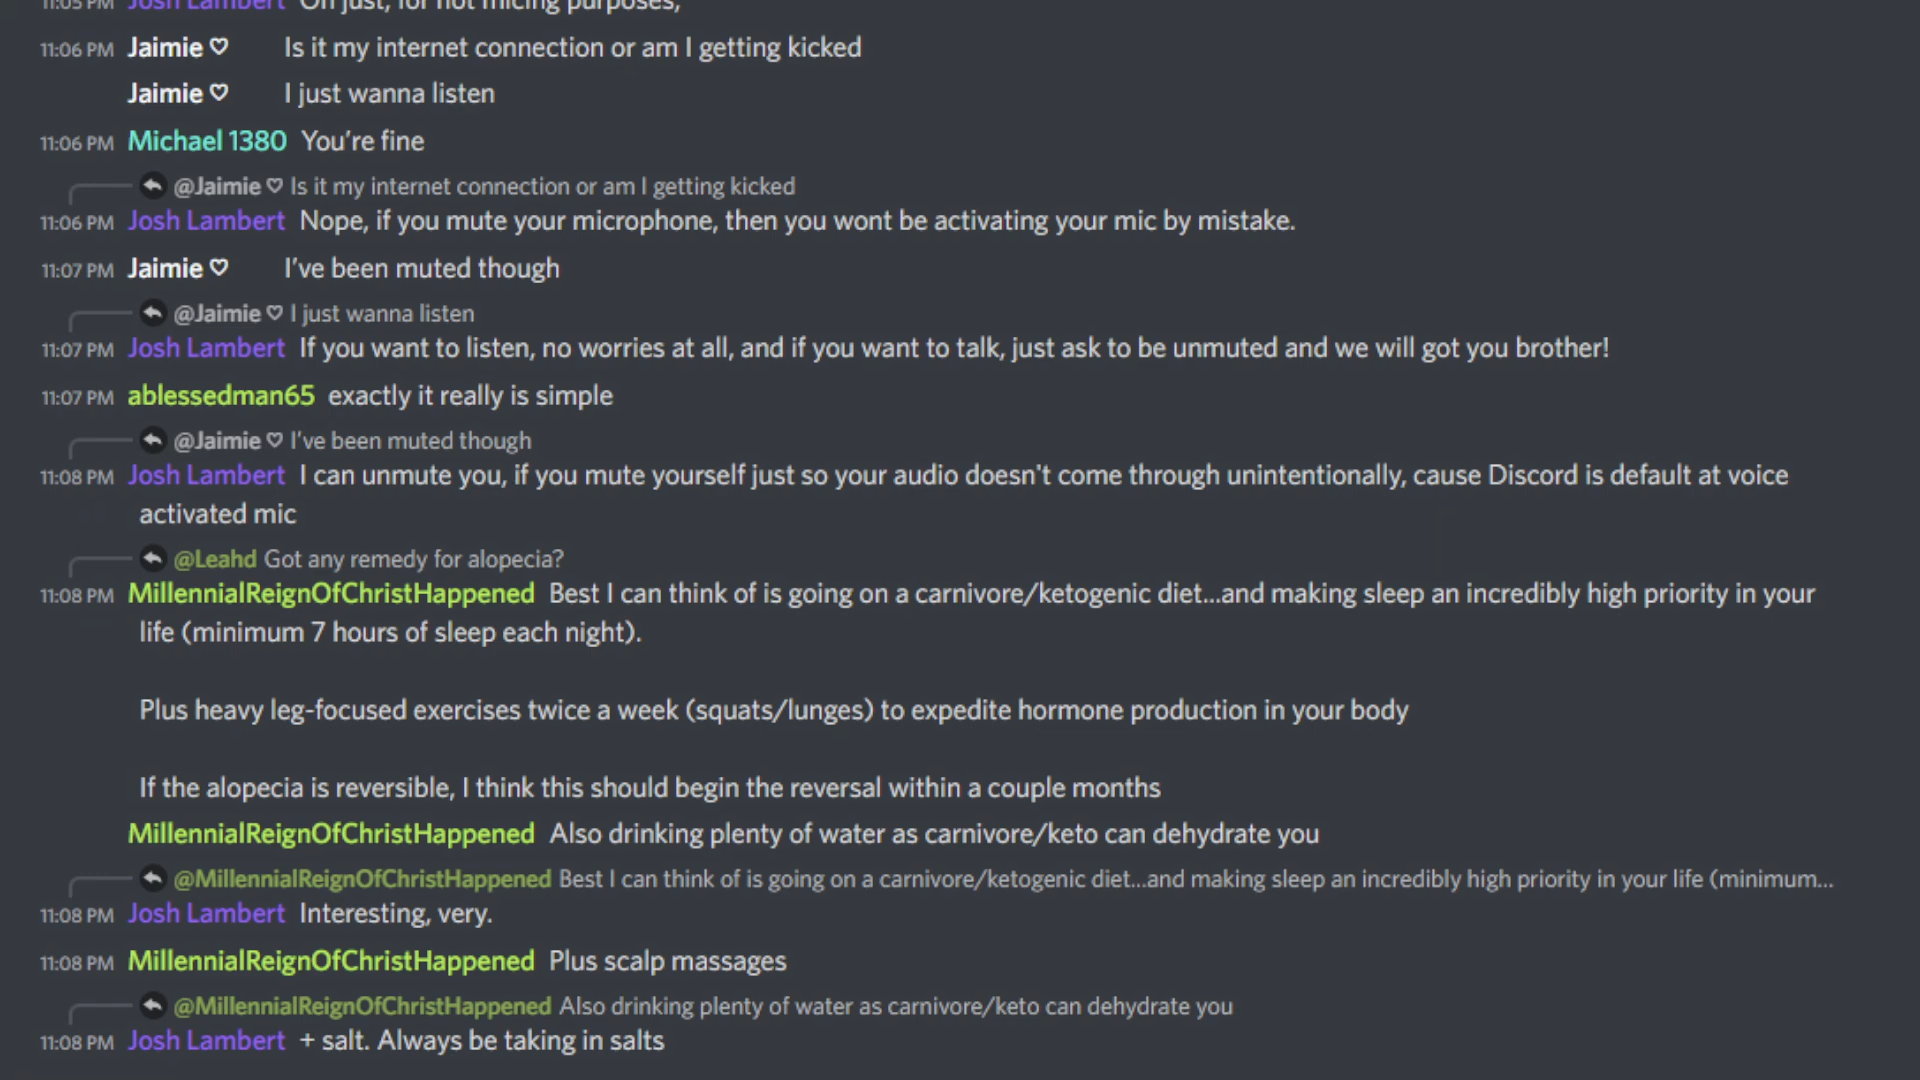 11:05 PM Josh Lambert Oh just, for hot micing purposes,
11:06 PM Jaimie ♡ Is it my internet connection or am I getting kicked
Jaimie ♡ I just wanna listen
11:06 PM Michael 1380 You're fine
@Jaimie ♡ Is it my internet connection or am I getting kicked
11:06 PM Josh Lambert Nope, if you mute your microphone, then you wont be activating your mic by mistake.
11:07 PM Jaimie ♡ I've been muted though
@Jaimie ♡ I just wanna listen
11:07 PM Josh Lambert If you want to listen, no worries at all, and if you want to talk, just ask to be unmuted and we will got you brother!
11:07 PM ablessedman65 exactly it really is simple
@Jaimie ♡ I've been muted though
11:08 PM Josh Lambert I can unmute you, if you mute yourself just so your audio doesn't come through unintentionally, cause Discord is default at voice
activated mic
@Leahd Got any remedy for alopecia?
11:08 PM MillennialReignOfChristHappened Best I can think of is going on a carnivore/ketogenic diet...and making sleep an incredibly high priority in your
life (minimum 7 hours of sleep each night).
Plus heavy leg-focused exercises twice a week (squats/lunges) to expedite hormone production in your body
If the alopecia is reversible, I think this should begin the reversal within a couple months
MillennialReignOfChristHappened Also drinking plenty of water as carnivore/keto can dehydrate you
@MillennialReignOfChristHappened Best I can think of is going on a carnivore/ketogenic diet...and making sleep an incredibly high priority in your life (minimum...
11:08 PM Josh Lambert Interesting, very.
11:08 PM MillennialReignOfChristHappened Plus scalp massages
@MillennialReignOfChristHappened Also drinking plenty of water as carnivore/keto can dehydrate you
11:08 PM Josh Lambert + salt. Always be taking in salts